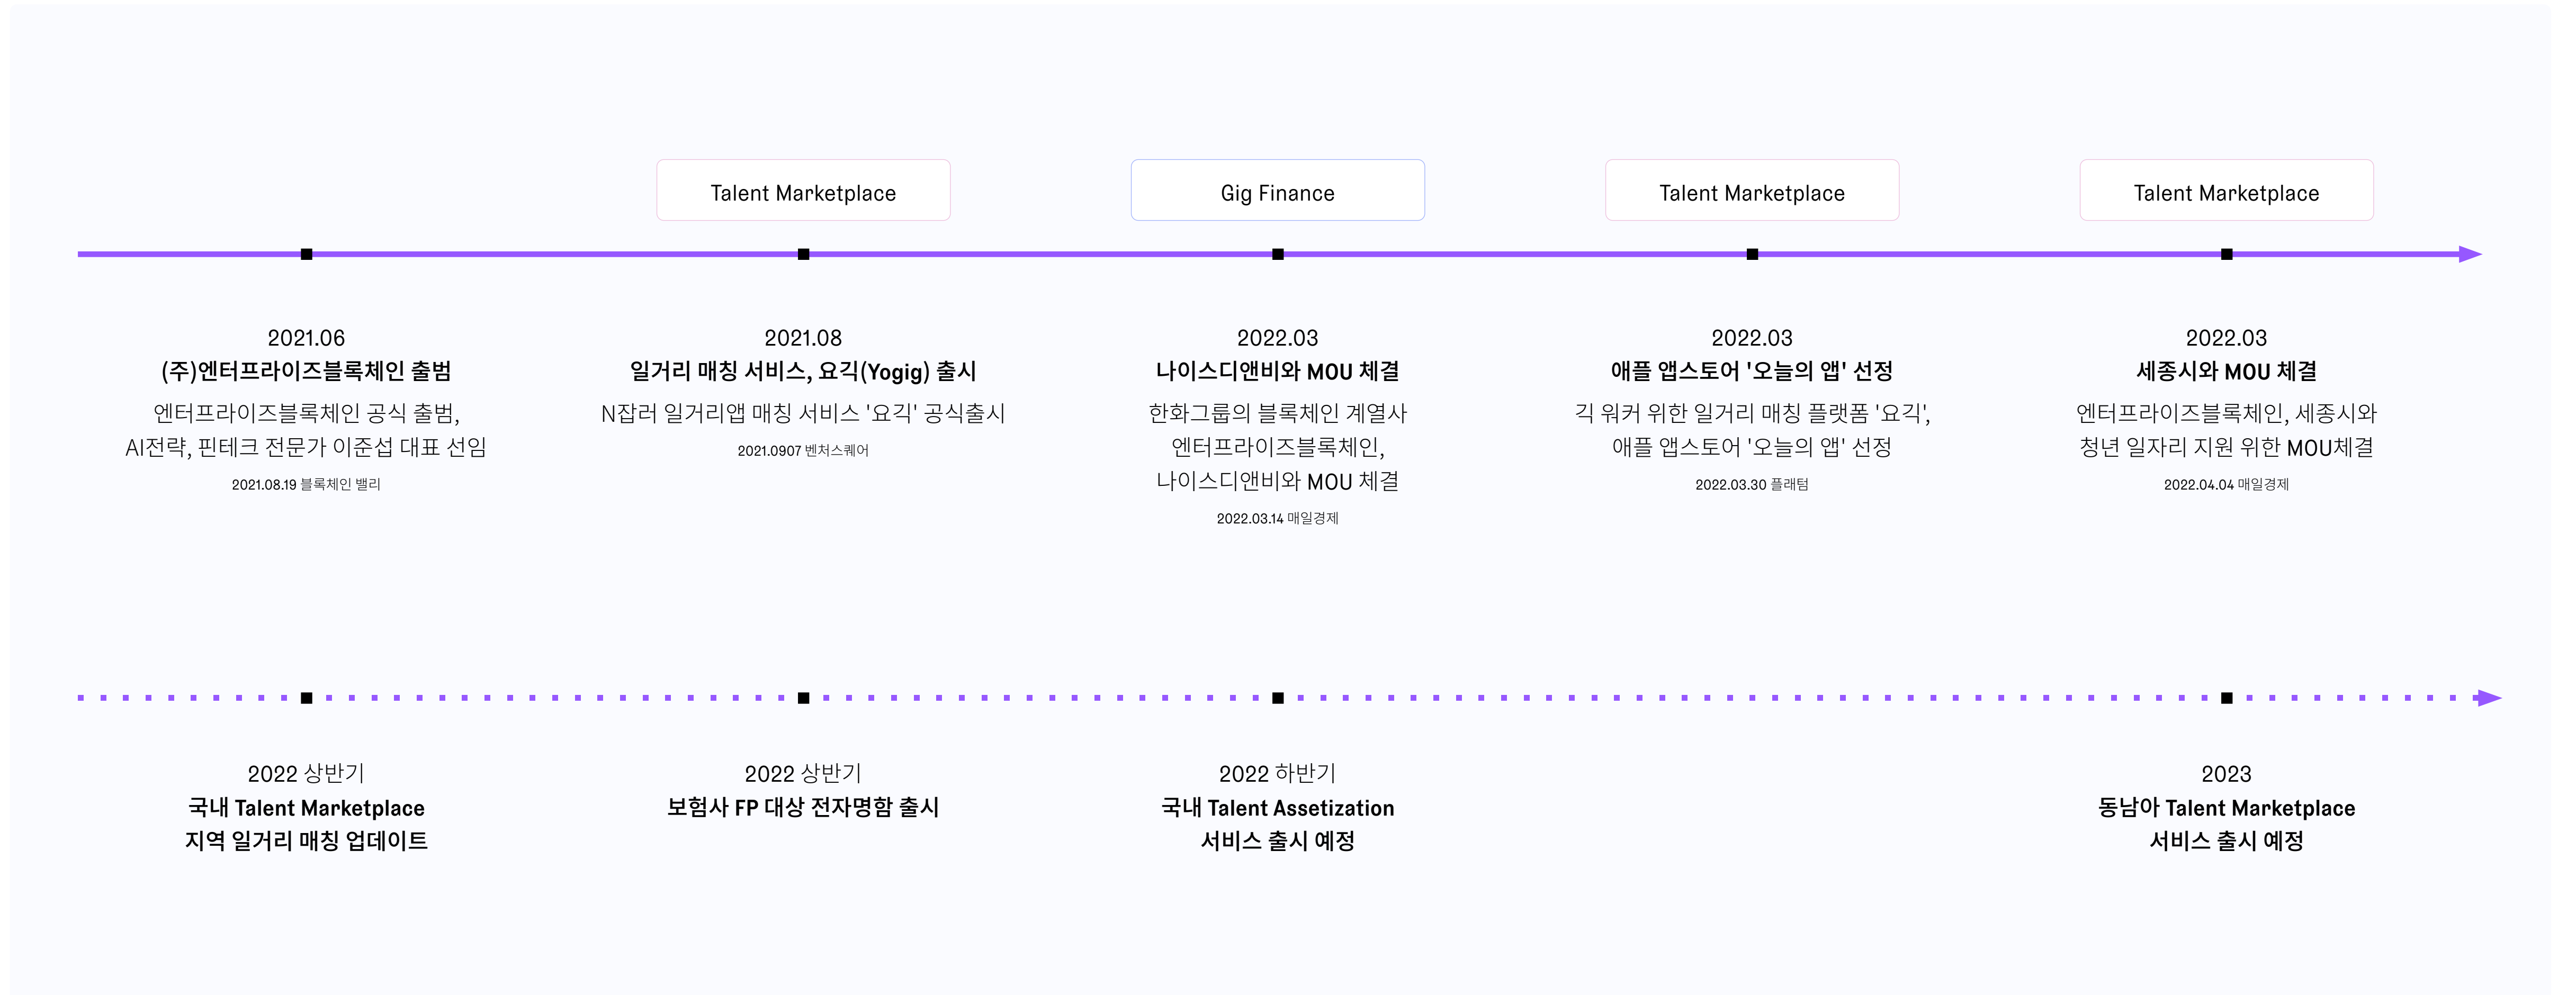 Talent Marketplace
Gig Finance
Talent Marketplace
Talent Marketplace
2021.06
(주)엔터프라이즈블록체인 출범
엔터프라이즈블록체인 공식 출범,
AI전략, 핀테크 전문가 이준섭 대표 선임
2021.08.19 블록체인 밸리
2021.08
일거리 매칭 서비스, 요긱(Yogig) 출시
N잡러 일거리앱 매칭 서비스 '요긱' 공식출시
2021.0907 벤처스퀘어
2022.03
나이스디앤비와 MOU 체결
한화그룹의 블록체인 계열사
엔터프라이즈블록체인,
나이스디앤비와 MOU 체결
2022.03.14 매일경제
2022.03
애플 앱스토어 '오늘의 앱' 선정
긱 워커 위한 일거리 매칭 플랫폼 '요긱',
애플 앱스토어 '오늘의 앱' 선정
2022.03.30 플래텀
2022.03
세종시와 MOU 체결
엔터프라이즈블록체인, 세종시와
청년 일자리 지원 위한 MOU체결
2022.04.04 매일경제
2022 상반기
국내 Talent Marketplace
지역 일거리 매칭 업데이트
2022 상반기
보험사 FP 대상 전자명함 출시
2022 하반기
국내 Talent Assetization
서비스 출시 예정
2023
동남아 Talent Marketplace
서비스 출시 예정